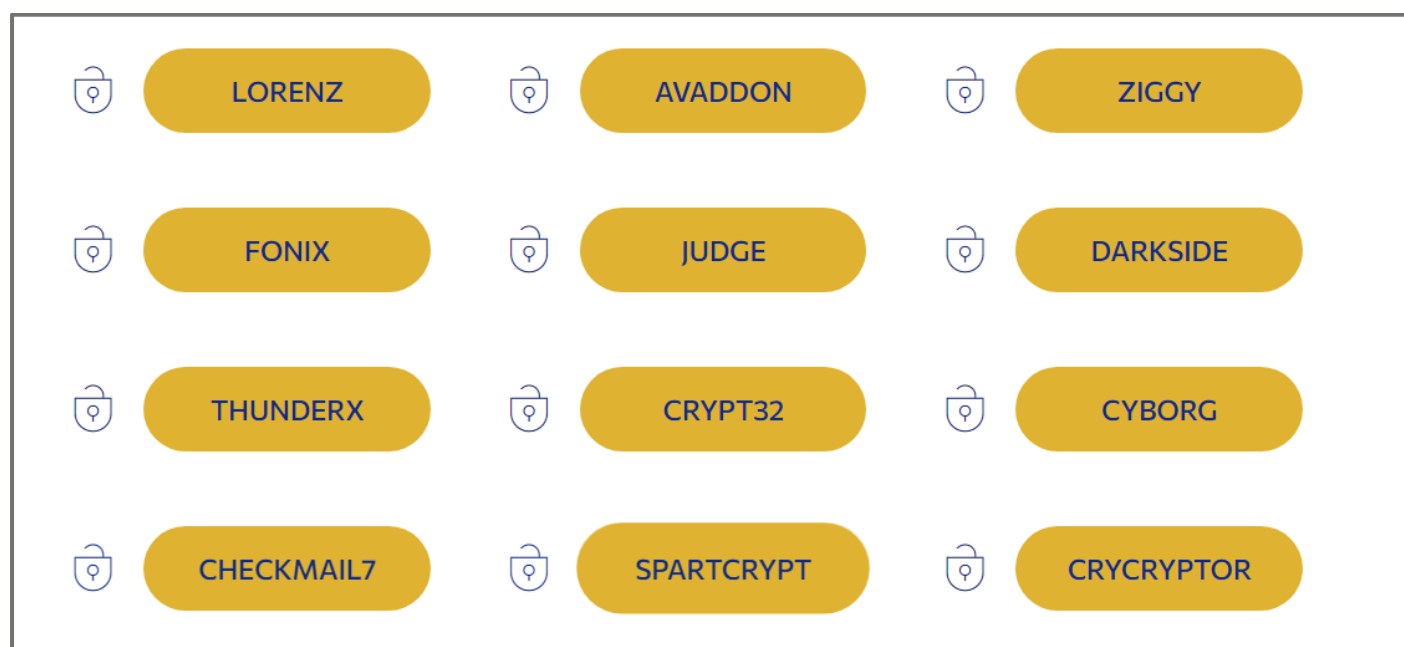 LORENZ
AVADDON
ZIGGY
FONIX
JUDGE
DARKSIDE
THUNDERX
CRYPT32
CYBORG
CHECKMAIL7
SPARTCRYPT
CRYCRYPTOR